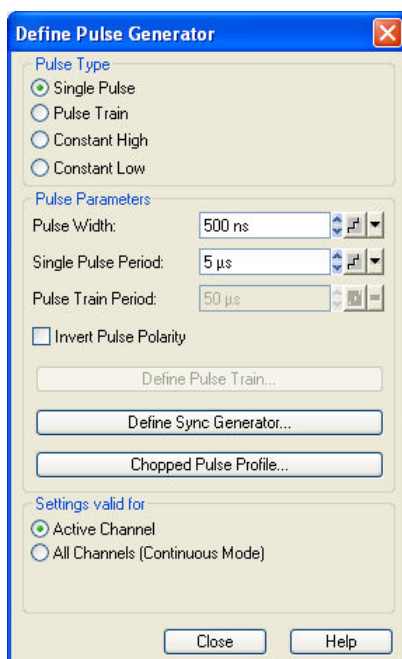 Define Pulse Generator
Pulse Type
Single Pulse
Pulse Train
Constant High
Constant Low
Pulse Parameters
Pulse Width: 500 ns
Single Pulse Period: 5 µs
Pulse Train Period: 50 µs
Invert Pulse Polarity
Define Pulse Train...
Define Sync Generator...
Chopped Pulse Profile...
Settings valid for
Active Channel
All Channels (Continuous Mode)
Close Help